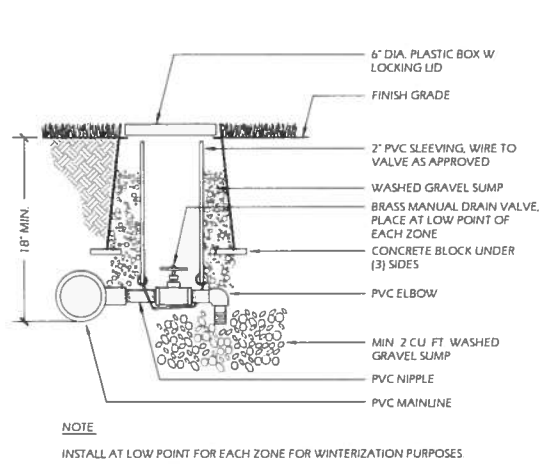 6" DIA. PLASTIC BOX W
LOCKING LID
FINISH GRADE
2" PVC SLEEVING, WIRE TO
VALVE AS APPROVED
WASHED GRAVEL SUMP
BRASS MANUAL DRAIN VALVE,
PLACE AT LOW POINT OF
EACH ZONE
CONCRETE BLOCK UNDER
(3) SIDES
PVC ELBOW
MIN 2 CU FT WASHED
GRAVEL SUMP
PVC NIPPLE
PVC MAINLINE
18" MIN.
NOTE
INSTALL AT LOW POINT FOR EACH ZONE FOR WINTERIZATION PURPOSES